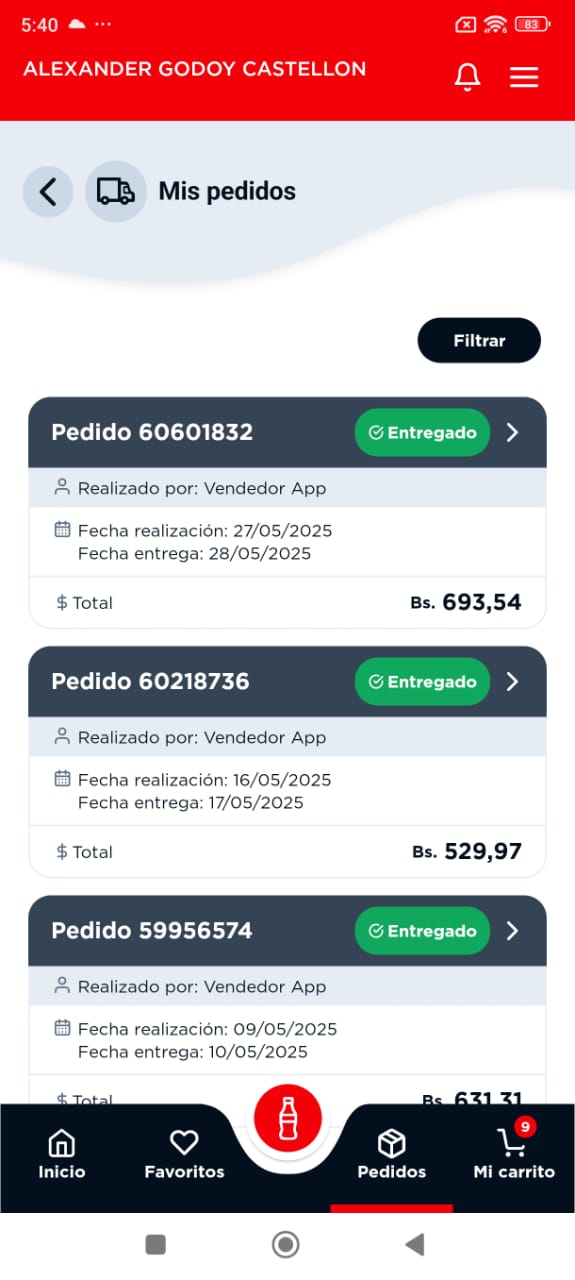 5:40
83
ALEXANDER GODOY CASTELLON
Mis pedidos
Filtrar
Pedido 60601832
Entregado
Realizado por: Vendedor App
Fecha realización: 27/05/2025
Fecha entrega: 28/05/2025
$ Total
Bs. 693,54
Pedido 60218736
Entregado
Realizado por: Vendedor App
Fecha realización: 16/05/2025
Fecha entrega: 17/05/2025
$ Total
Bs. 529,97
Pedido 59956574
Entregado
Realizado por: Vendedor App
Fecha realización: 09/05/2025
Fecha entrega: 10/05/2025
$ Total
Bs. 631,31
9
Inicio
Favoritos
Pedidos
Mi carrito